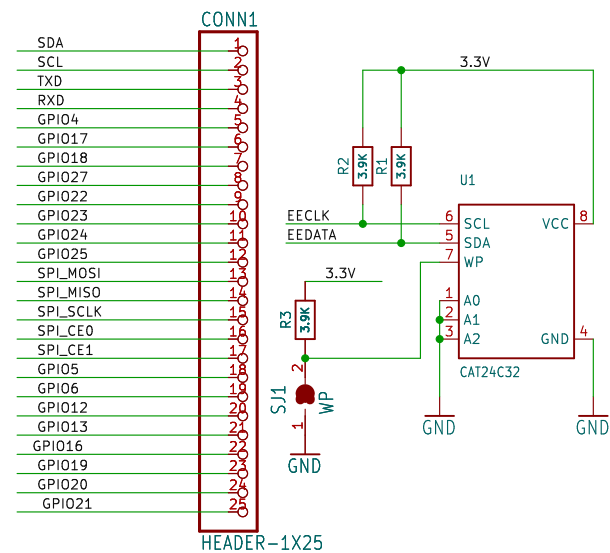 CONN1
SDA 1
SCL 2
TXD 3
RXD 4
GPIO4 5
GPIO17 6
GPIO18 7
GPIO27 8
GPIO22 9
GPIO23 10
GPIO24 11
GPIO25 12
SPI_MOSI 13
SPI_MISO 14
SPI_SCLK 15
SPI_CE0 16
SPI_CE1 17
GPIO5 18
GPIO6 19
GPIO12 20
GPIO13 21
GPIO16 22
GPIO19 23
GPIO20 24
GPIO21 25
HEADER-1X25
3.3V
R2 3.9K R1 3.9K
U1
EECLK 6 SCL VCC 8
EEDATA 5 SDA
7 WP
3.3V
1 A0
R3 3.9K 2 A1
3 A2 GND 4
2
CAT24C32
SJ1 WP
1
GND GND
GND